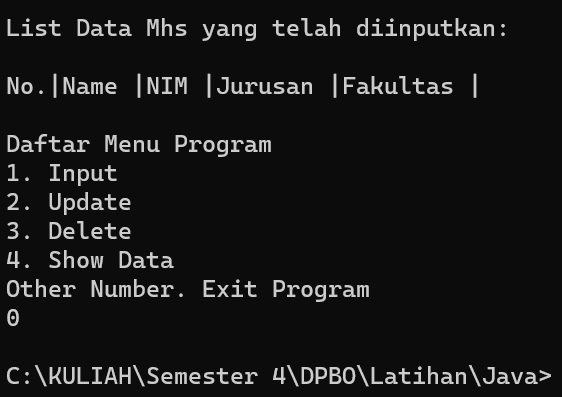 List Data Mhs yang telah diinputkan:
No.|Name |NIM |Jurusan |Fakultas |
Daftar Menu Program
1. Input
2. Update
3. Delete
4. Show Data
Other Number. Exit Program
0
C:\KULIAH\Semester 4\DPBO\Latihan\Java>